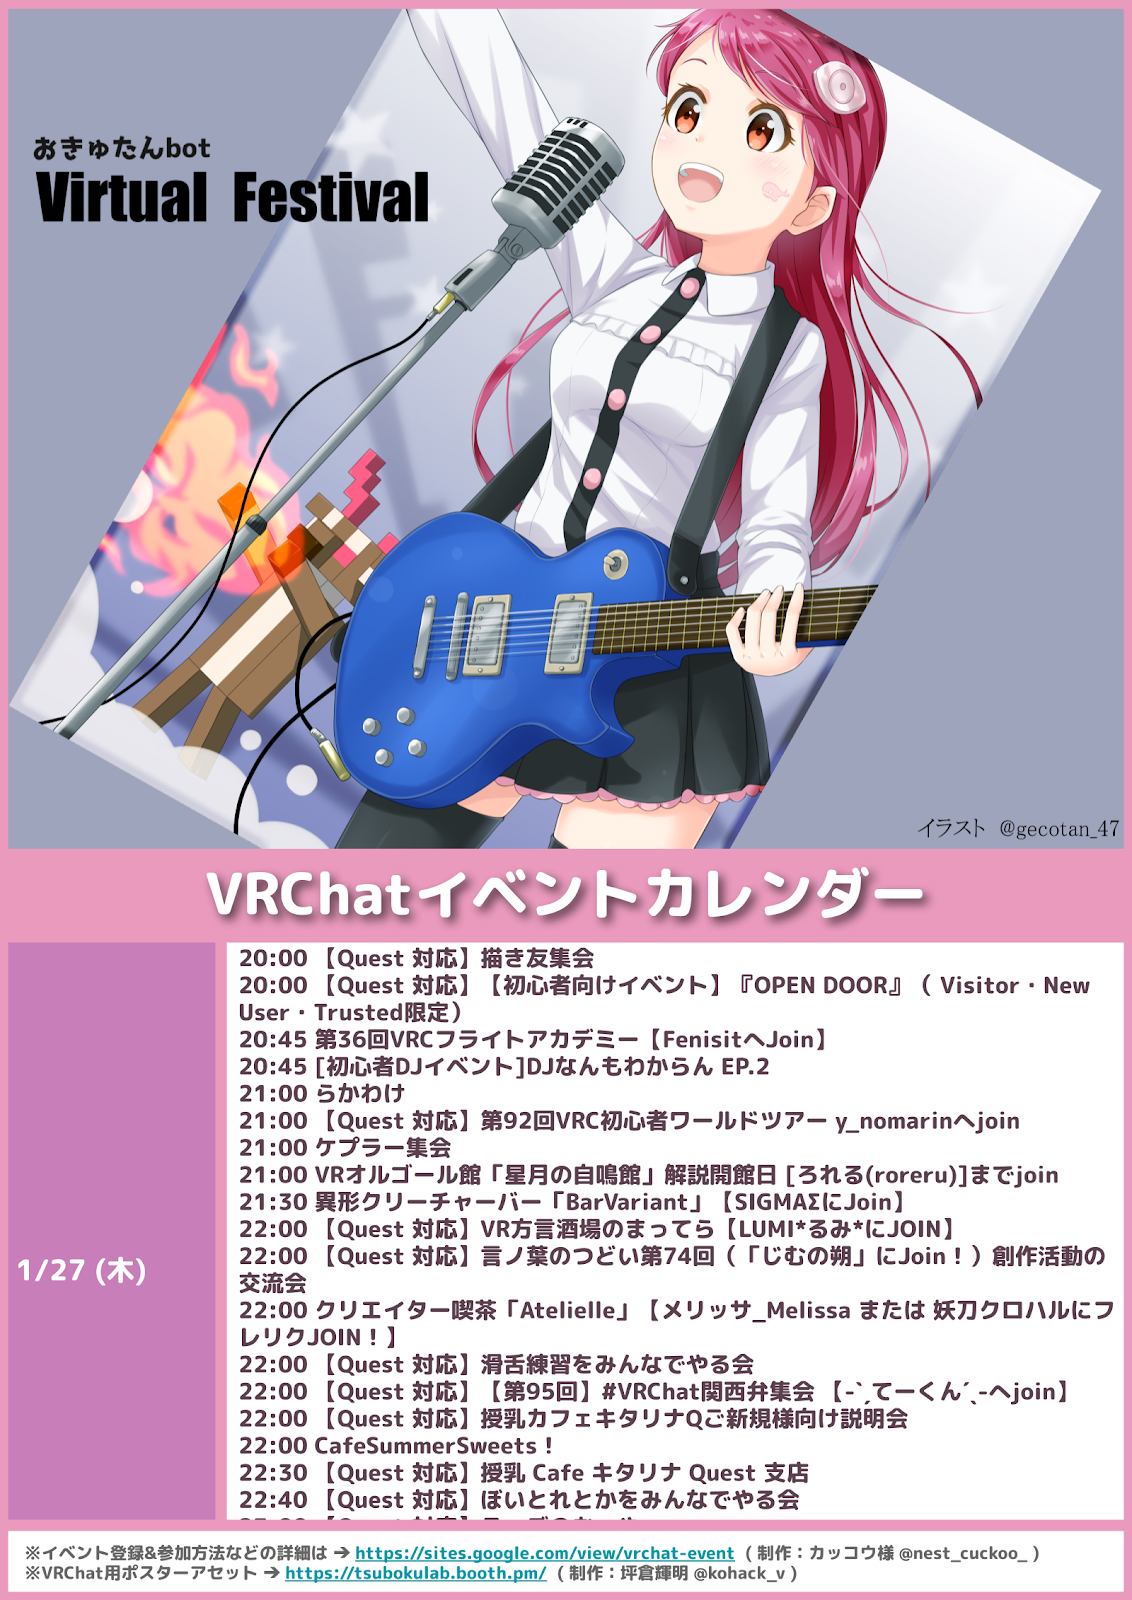 おきゅたんbot
Virtual Festival
イラスト @gecotan_47
VRChatイベントカレンダー
1/27 (木)
20:00 【Quest 対応】描き友集会
20:00 【Quest 対応】【初心者向けイベント】『OPEN DOOR』（ Visitor・New
User・Trusted限定）
20:45 第36回VRCフライトアカデミー【FenisitへJoin】
20:45 [初心者DJイベント]DJなんもわからん EP.2
21:00 らかわけ
21:00 【Quest 対応】第92回VRC初心者ワールドツアー y_nomarinへjoin
21:00 ケプラー集会
21:00 VRオルゴール館「星月の自鳴館」解説開館日 [ろれる(roreru)]までjoin
21:30 異形クリーチャーバー「BarVariant」【SIGMAΣにJoin】
22:00 【Quest 対応】VR方言酒場のまってら【LUMI*るみ*にJOIN】
22:00 【Quest 対応】言ノ葉のつどい第74回（「じむの朔」にJoin！）創作活動の
交流会
22:00 クリエイター喫茶「Atelielle」【メリッサ_Melissa または 妖刀クロハルにフ
レリクJOIN！】
22:00 【Quest 対応】滑舌練習をみんなでやる会
22:00 【Quest 対応】【第95回】#VRChat関西弁集会 【-ˋˏてーくんˊˎ-へjoin】
22:00 【Quest 対応】授乳カフェキタリナQご新規様向け説明会
22:00 CafeSummerSweets！
22:30 【Quest 対応】授乳 Cafe キタリナ Quest 支店
22:40 【Quest 対応】ぼいとれとかをみんなでやる会
※イベント登録&参加方法などの詳細は ➔ https://sites.google.com/view/vrchat-event （ 制作：カッコウ様 @nest_cuckoo_ ）
※VRChat用ポスターアセット ➔ https://tsubokulab.booth.pm/ （ 制作：坪倉輝明 @kohack_v ）